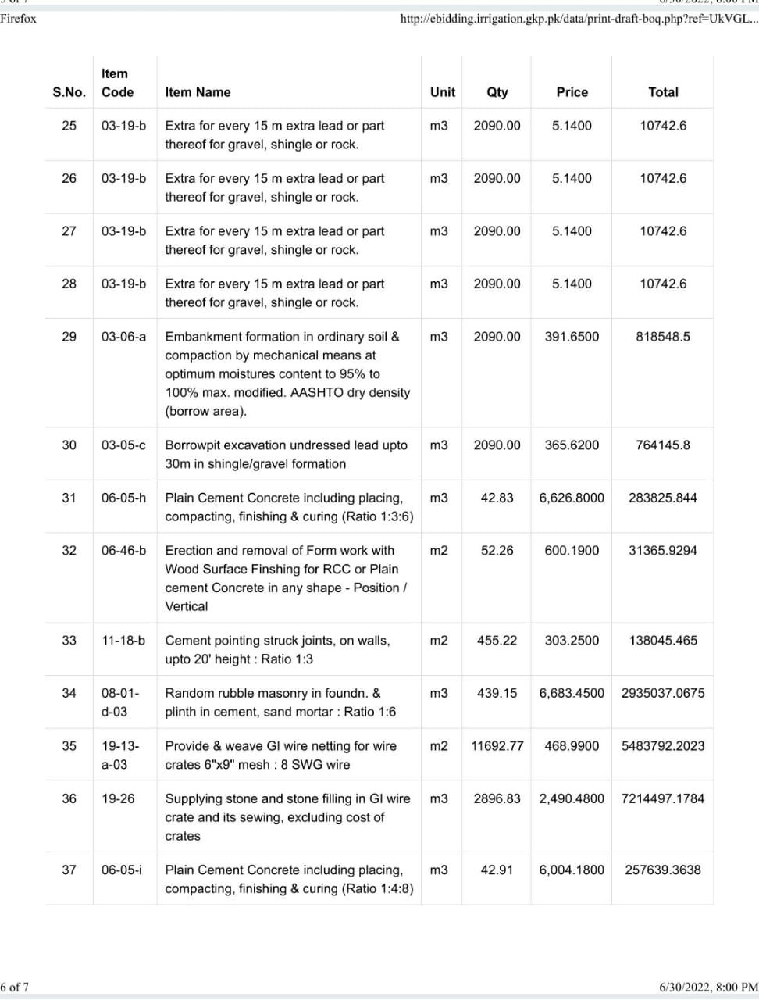 Firefox
http://ebidding.irrigation.gkp.pk/data/print-draft-boq.php?ref=UkVGL...
Item
S.No. Code Item Name Unit Qty Price Total
25 03-19-b Extra for every 15 m extra lead or part m3 2090.00 5.1400 10742.6
thereof for gravel, shingle or rock.
26 03-19-b Extra for every 15 m extra lead or part m3 2090.00 5.1400 10742.6
thereof for gravel, shingle or rock.
27 03-19-b Extra for every 15 m extra lead or part m3 2090.00 5.1400 10742.6
thereof for gravel, shingle or rock.
28 03-19-b Extra for every 15 m extra lead or part m3 2090.00 5.1400 10742.6
thereof for gravel, shingle or rock.
29 03-06-a Embankment formation in ordinary soil & m3 2090.00 391.6500 818548.5
compaction by mechanical means at
optimum moistures content to 95% to
100% max. modified. AASHTO dry density
(borrow area).
30 03-05-c Borrowpit excavation undressed lead upto m3 2090.00 365.6200 764145.8
30m in shingle/gravel formation
31 06-05-h Plain Cement Concrete including placing, m3 42.83 6,626.8000 283825.844
compacting, finishing & curing (Ratio 1:3:6)
32 06-46-b Erection and removal of Form work with m2 52.26 600.1900 31365.9294
Wood Surface Finshing for RCC or Plain
cement Concrete in any shape - Position /
Vertical
33 11-18-b Cement pointing struck joints, on walls, m2 455.22 303.2500 138045.465
upto 20' height : Ratio 1:3
34 08-01- Random rubble masonry in foundn. & m3 439.15 6,683.4500 2935037.0675
d-03 plinth in cement, sand mortar : Ratio 1:6
35 19-13- Provide & weave GI wire netting for wire m2 11692.77 468.9900 5483792.2023
a-03 crates 6"x9" mesh : 8 SWG wire
36 19-26 Supplying stone and stone filling in GI wire m3 2896.83 2,490.4800 7214497.1784
crate and its sewing, excluding cost of
crates
37 06-05-i Plain Cement Concrete including placing, m3 42.91 6,004.1800 257639.3638
compacting, finishing & curing (Ratio 1:4:8)
6 of 7
6/30/2022, 8:00 PM